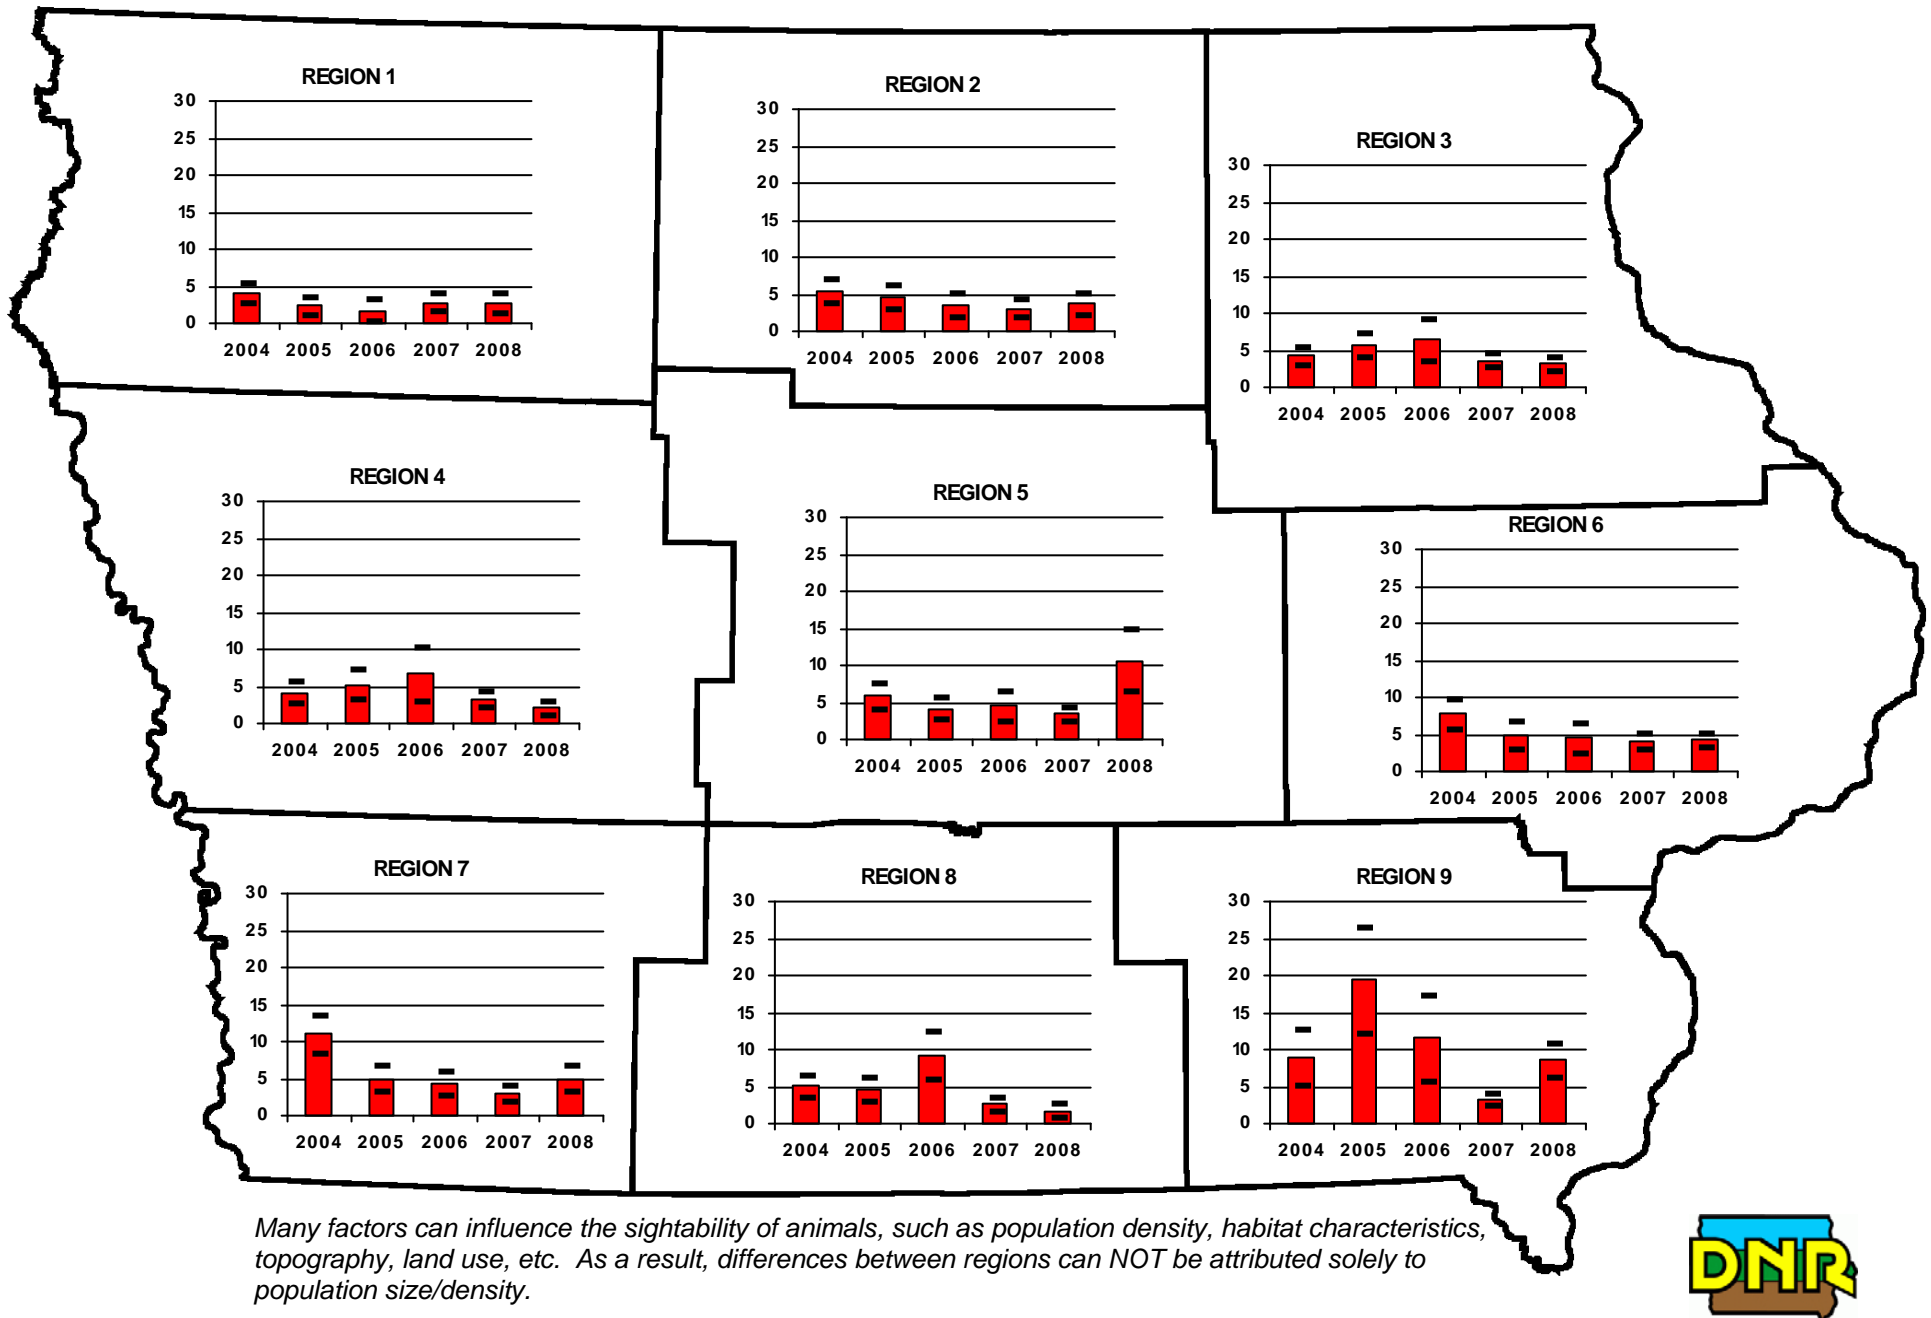 REGION 1
30
25
20
15
10
5
0
2004 2005 2006 2007 2008
REGION 2
30
25
20
15
10
5
0
2004 2005 2006 2007 2008
REGION 3
30
25
20
15
10
5
0
2004 2005 2006 2007 2008
REGION 4
30
25
20
15
10
5
0
2004 2005 2006 2007 2008
REGION 5
30
25
20
15
10
5
0
2004 2005 2006 2007 2008
REGION 6
30
25
20
15
10
5
0
2004 2005 2006 2007 2008
REGION 7
30
25
20
15
10
5
0
2004 2005 2006 2007 2008
REGION 8
30
25
20
15
10
5
0
2004 2005 2006 2007 2008
REGION 9
30
25
20
15
10
5
0
2004 2005 2006 2007 2008
Many factors can influence the sightability of animals, such as population density, habitat characteristics,
topography, land use, etc.  As a result, differences between regions can NOT be attributed solely to
population size/density.
DNR